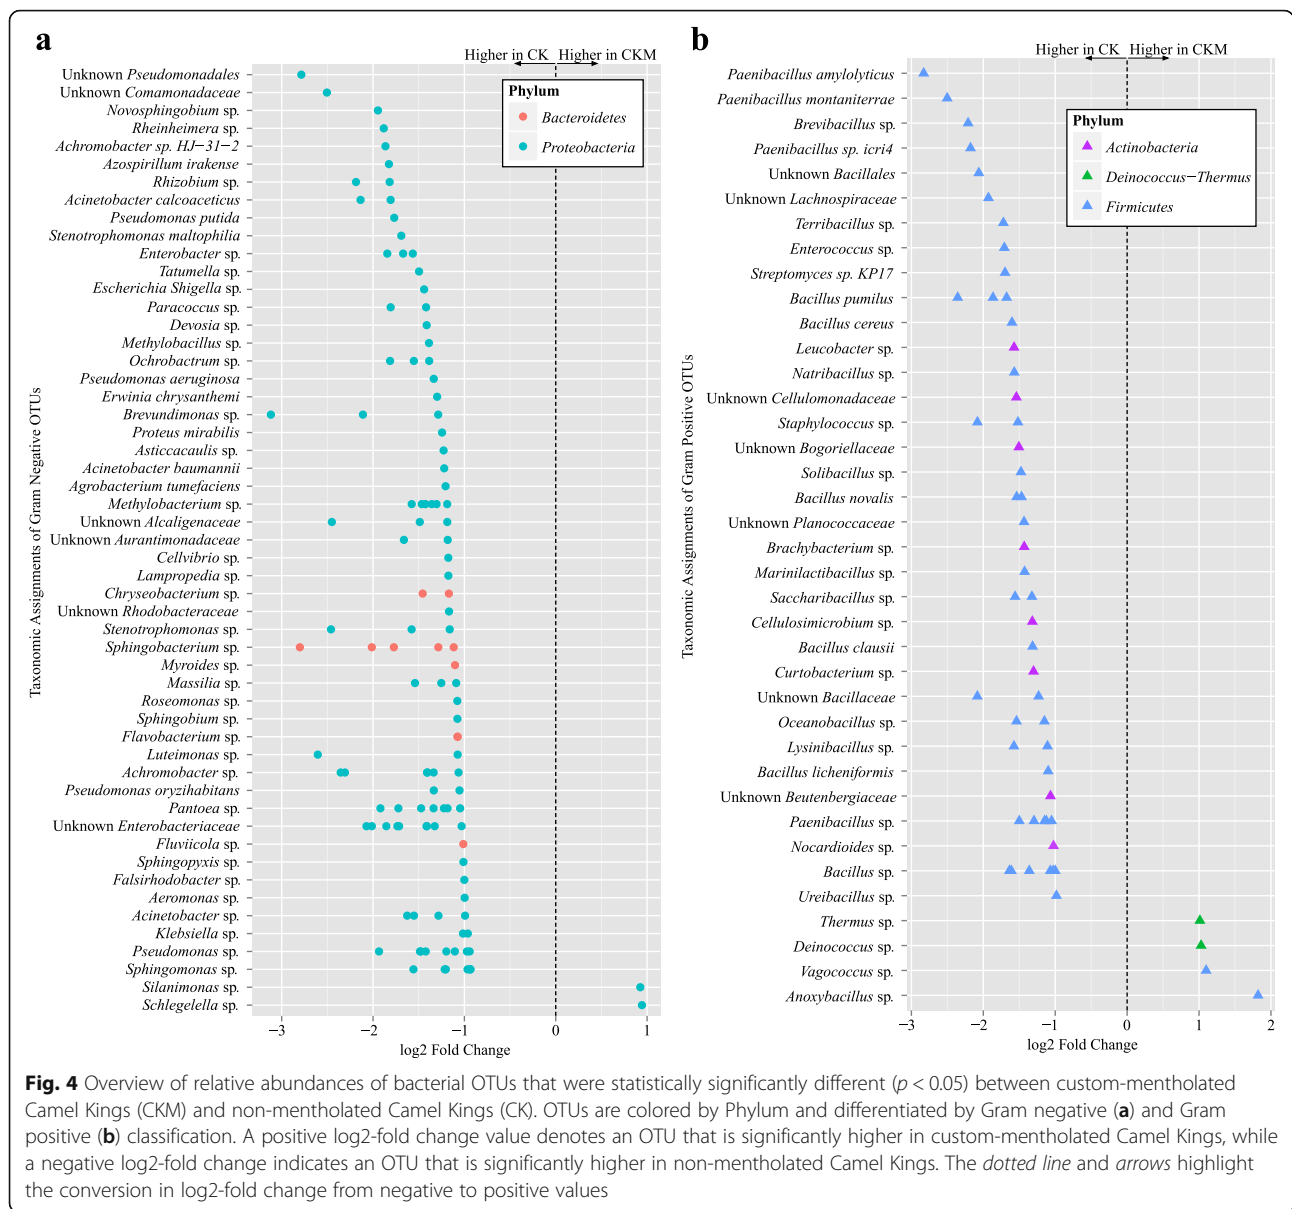 a
Higher in CK
Higher in CKM
Phylum
Bacteroidetes
Proteobacteria
Taxonomic Assignments of Gram Negative OTUs
Unknown Pseudomonadales
Unknown Comamonadaceae
Novosphingobium sp.
Rheinheimera sp.
Achromobacter sp. HJ−31−2
Azospirillum irakense
Rhizobium sp.
Acinetobacter calcoaceticus
Pseudomonas putida
Stenotrophomonas maltophilia
Enterobacter sp.
Tatumella sp.
Escherichia Shigella sp.
Paracoccus sp.
Devosia sp.
Methylobacillus sp.
Ochrobactrum sp.
Pseudomonas aeruginosa
Erwinia chrysanthemi
Brevundimonas sp.
Proteus mirabilis
Asticcacaulis sp.
Acinetobacter baumannii
Agrobacterium tumefaciens
Methylobacterium sp.
Unknown Alcaligenaceae
Unknown Aurantimonadaceae
Cellvibrio sp.
Lampropedia sp.
Chryseobacterium sp.
Unknown Rhodobacteraceae
Stenotrophomonas sp.
Sphingobacterium sp.
Myroides sp.
Massilia sp.
Roseomonas sp.
Sphingobium sp.
Flavobacterium sp.
Luteimonas sp.
Achromobacter sp.
Pseudomonas oryzihabitans
Pantoea sp.
Unknown Enterobacteriaceae
Fluviicola sp.
Sphingopyxis sp.
Falsirhodobacter sp.
Aeromonas sp.
Acinetobacter sp.
Klebsiella sp.
Pseudomonas sp.
Sphingomonas sp.
Silanimonas sp.
Schlegelella sp.
−3 −2 −1 0 1
log2 Fold Change
b
Higher in CK
Higher in CKM
Phylum
Actinobacteria
Deinococcus−Thermus
Firmicutes
Taxonomic Assignments of Gram Positive OTUs
Paenibacillus amylolyticus
Paenibacillus montaniterrae
Brevibacillus sp.
Paenibacillus sp. icri4
Unknown Bacillales
Unknown Lachnospiraceae
Terribacillus sp.
Enterococcus sp.
Streptomyces sp. KP17
Bacillus pumilus
Bacillus cereus
Leucobacter sp.
Natribacillus sp.
Unknown Cellulomonadaceae
Staphylococcus sp.
Unknown Bogoriellaceae
Solibacillus sp.
Bacillus novalis
Unknown Planococcaceae
Brachybacterium sp.
Marinilactibacillus sp.
Saccharibacillus sp.
Cellulosimicrobium sp.
Bacillus clausii
Curtobacterium sp.
Unknown Bacillaceae
Oceanobacillus sp.
Lysinibacillus sp.
Bacillus licheniformis
Unknown Beutenbergiaceae
Paenibacillus sp.
Nocardioides sp.
Bacillus sp.
Ureibacillus sp.
Thermus sp.
Deinococcus sp.
Vagococcus sp.
Anoxybacillus sp.
−3 −2 −1 0 1 2
log2 Fold Change
Fig. 4 Overview of relative abundances of bacterial OTUs that were statistically significantly different (p < 0.05) between custom-mentholated
Camel Kings (CKM) and non-mentholated Camel Kings (CK). OTUs are colored by Phylum and differentiated by Gram negative (a) and Gram
positive (b) classification. A positive log2-fold change value denotes an OTU that is significantly higher in custom-mentholated Camel Kings, while
a negative log2-fold change indicates an OTU that is significantly higher in non-mentholated Camel Kings. The dotted line and arrows highlight
the conversion in log2-fold change from negative to positive values